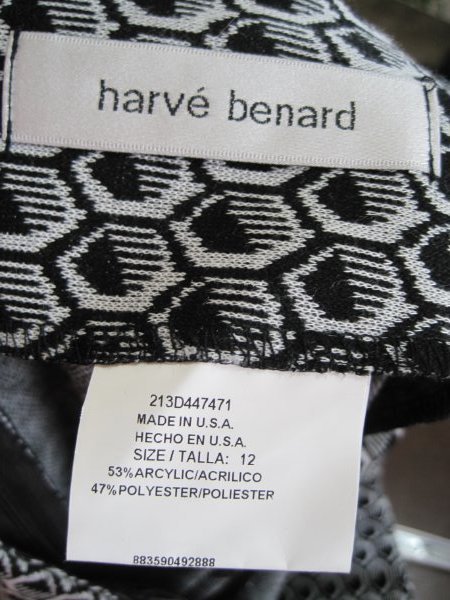 harvé benard
213D447471
MADE IN U.S.A.
HECHO EN U.S.A.
SIZE / TALLA: 12
53%ARCYLIC/ACRILICO
47%POLYESTER/POLIESTER
883590492888